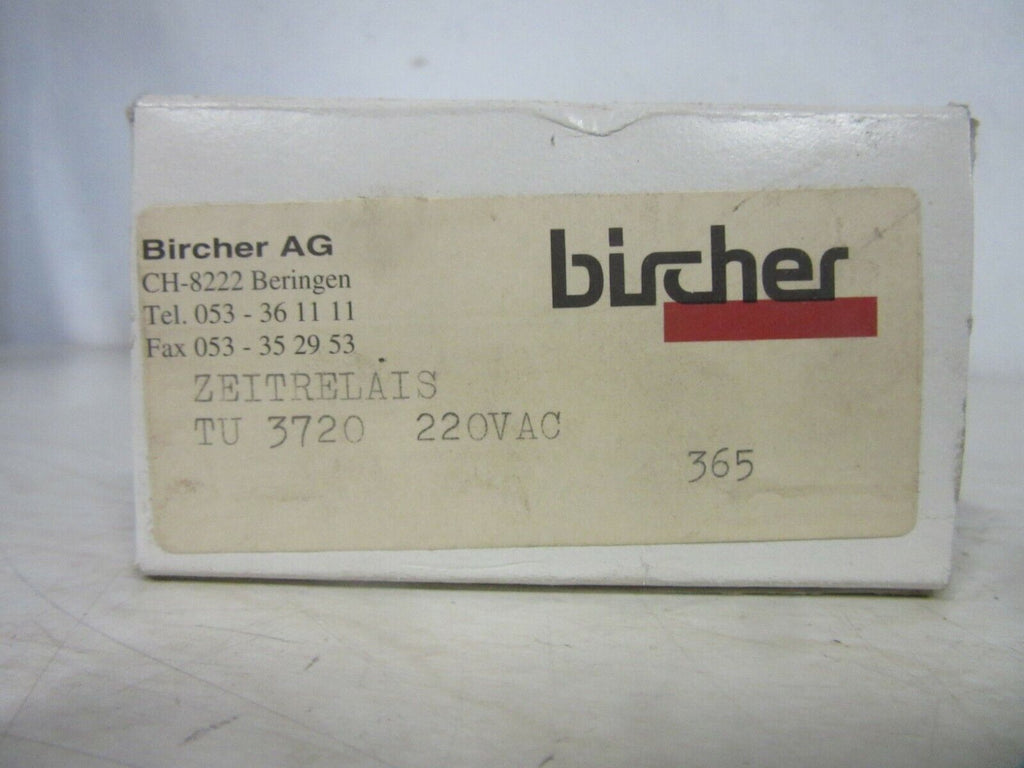 Bircher AG
CH-8222 Beringen
Tel. 053 - 36 11 11
Fax 053 - 35 29 53
bircher
ZEITRELAIS
TU 3720 220VAC
365